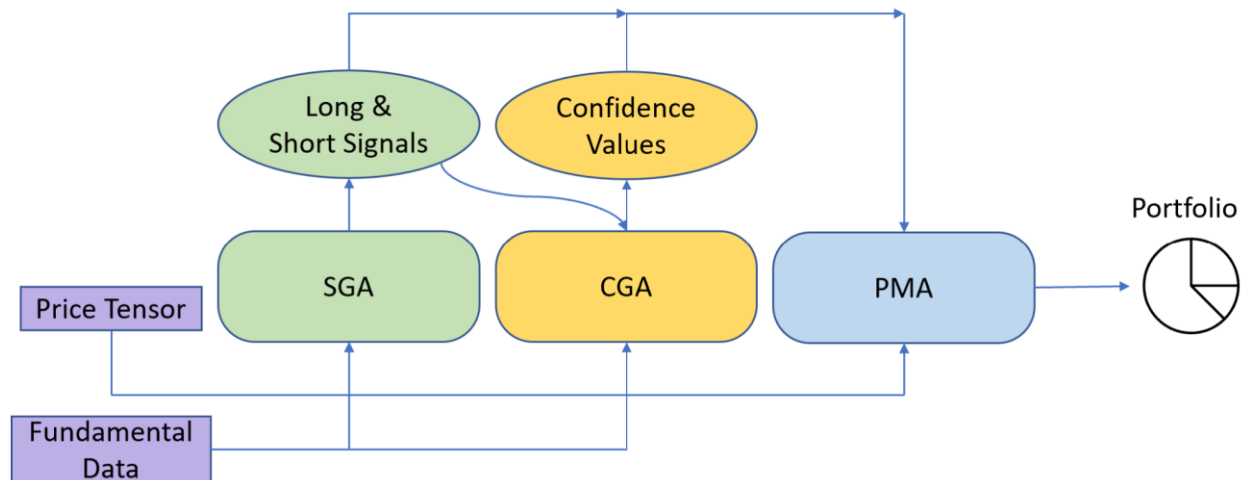 Long &
Short Signals
Confidence
Values
Portfolio
SGA
CGA
PMA
Price Tensor
Fundamental
Data